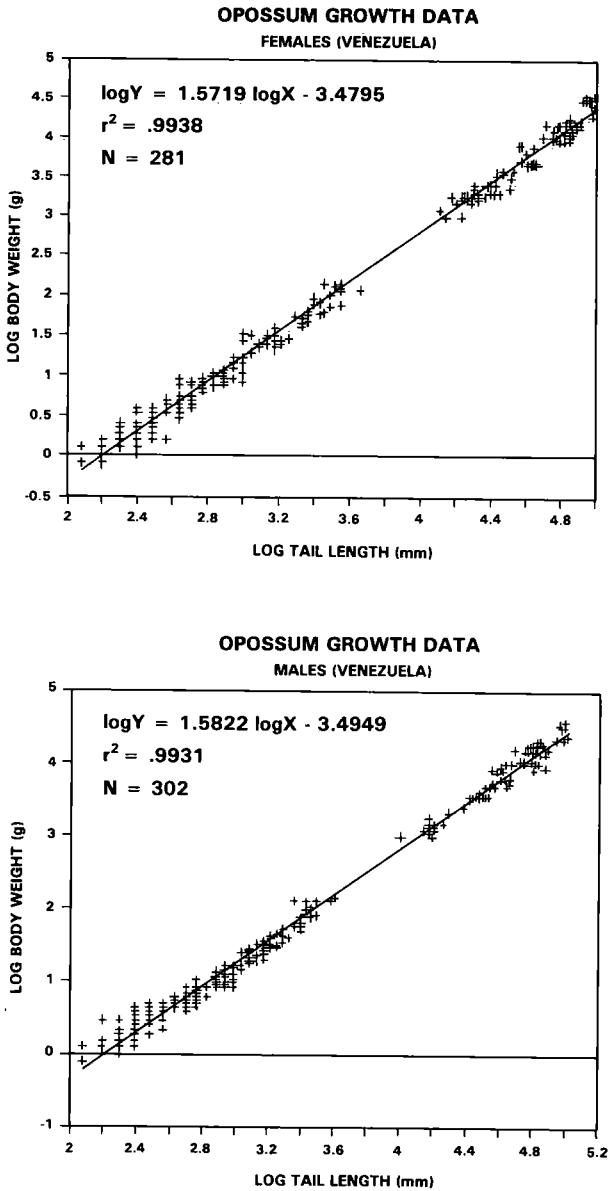 OPOSSUM GROWTH DATA
FEMALES (VENEZUELA)
logY = 1.5719 logX - 3.4795
r² = .9938
N = 281
LOG BODY WEIGHT (g)
5
4.5
4
3.5
3
2.5
2
1.5
1
0.5
0
-0.5
2 2.4 2.8 3.2 3.6 4 4.4 4.8
LOG TAIL LENGTH (mm)
OPOSSUM GROWTH DATA
MALES (VENEZUELA)
logY = 1.5822 logX - 3.4949
r² = .9931
N = 302
LOG BODY WEIGHT (g)
5
4
3
2
1
0
-1
2 2.4 2.8 3.2 3.6 4 4.4 4.8 5.2
LOG TAIL LENGTH (mm)